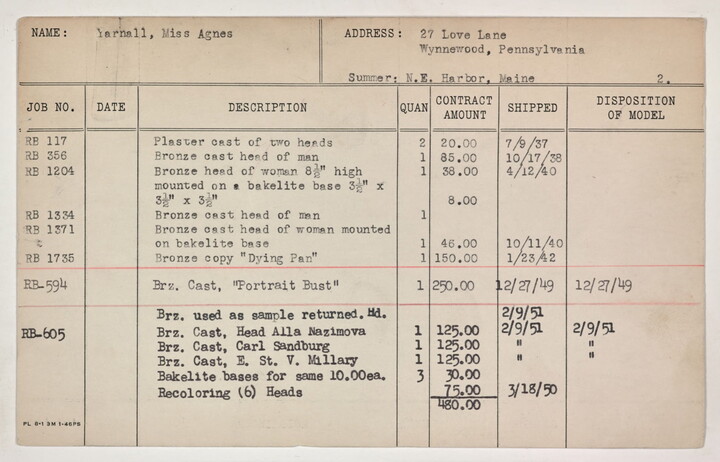 NAME: Yarnall, Miss Agnes ADDRESS: 27 Love Lane
Wynnewood, Pennsylvania
Summer: N.E. Harbor, Maine 2.
JOB NO. DATE DESCRIPTION QUAN CONTRACT AMOUNT SHIPPED DISPOSITION OF MODEL
RB 117 Plaster cast of two heads 2 20.00 7/9/37
RB 356 Bronze cast head of man 1 85.00 10/17/38
RB 1204 Bronze head of woman 8½" high 1 38.00 4/12/40
mounted on a bakelite base 3½" x
3½" x 3½" 8.00
RB 1334 Bronze cast head of man 1
RB 1371 Bronze cast head of woman mounted
on bakelite base 1 46.00 10/11/40
RB 1735 Bronze copy "Dying Pan" 1 150.00 1/23/42
RB-594 Brz. Cast, "Portrait Bust" 1 250.00 12/27/49 12/27/49
Brz. used as sample returned. Hd. 2/9/51
RB-605 Brz. Cast, Head Alla Nazimova 1 125.00 2/9/51 2/9/51
Brz. Cast, Carl Sandburg 1 125.00 " "
Brz. Cast, E. St. V. Millary 1 125.00 " "
Bakelite bases for same 10.00ea. 3 30.00
Recoloring (6) Heads 75.00 3/18/50
480.00
PL 6-1 3M 1-46PS